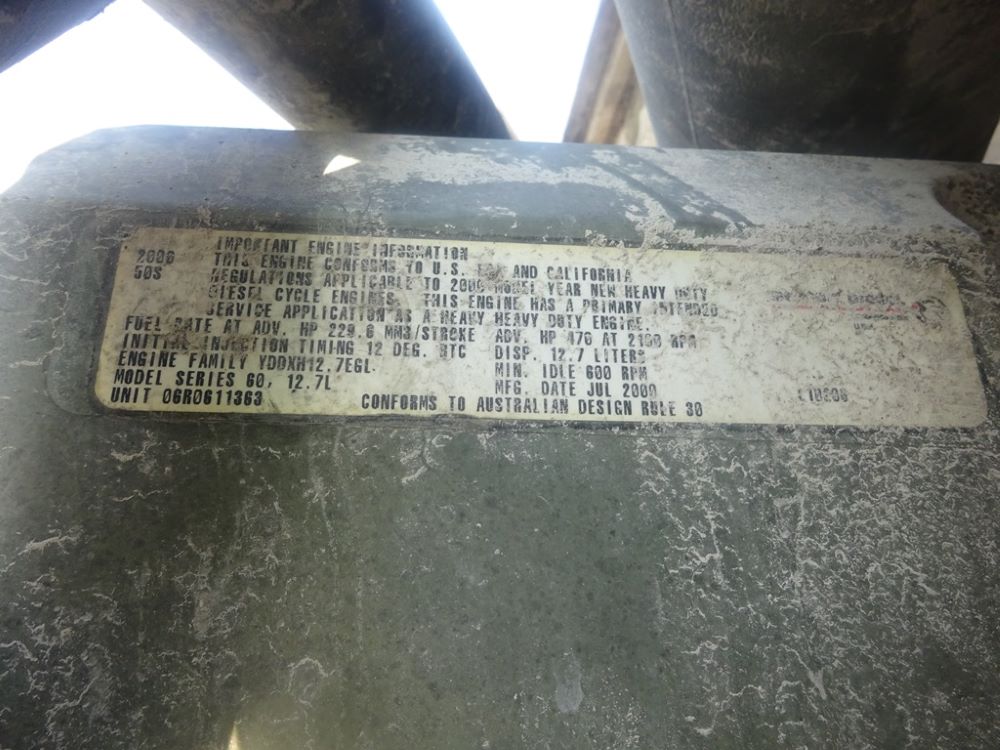 IMPORTANT ENGINE INFORMATION
2000 THIS ENGINE CONFORMS TO U.S. EPA AND CALIFORNIA
50S REGULATIONS APPLICABLE TO 2000 MODEL YEAR NEW HEAVY DUTY
DIESEL CYCLE ENGINES. THIS ENGINE HAS A PRIMARY
SERVICE APPLICATION AS A HEAVY HEAVY DUTY ENGINE.
FUEL RATE AT ADV. HP 229.6 MM3/STROKE ADV. HP 470 AT 2100 RPM
INITIAL INJECTION TIMING 12 DEG. BTC DISP. 12.7 LITERS
ENGINE FAMILY YDDXH12.7EGL MIN. IDLE 600 RPM
MODEL SERIES 60, 12.7L MFG. DATE JUL 2000
UNIT 06R0611363 CONFORMS TO AUSTRALIAN DESIGN RULE 30